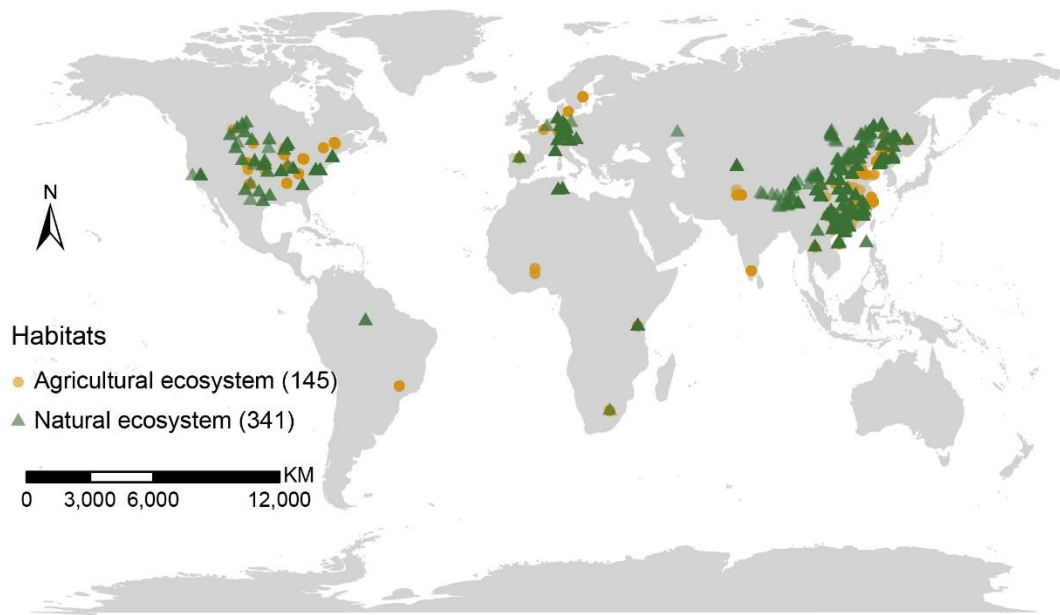 N
Habitats
Agricultural ecosystem (145)
Natural ecosystem (341)
KM
0 3,000 6,000 12,000